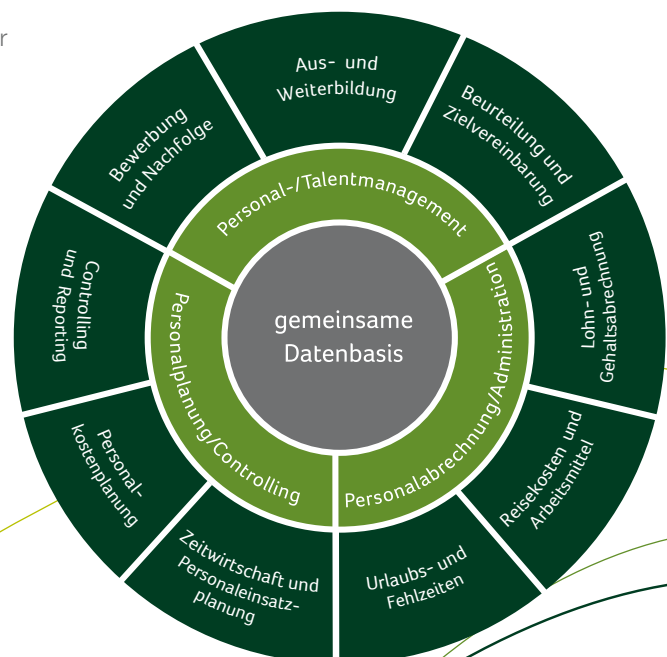 r
Aus- und
Weiterbildung
Beurteilung und
Zielvereinbarung
Lohn- und
Gehaltsabrechnung
Reisekosten und
Arbeitsmittel
Urlaubs- und
Fehlzeiten
Zeitwirtschaft und
Personaleinsatz-
planung
Personal-
kostenplanung
Controlling
und Reporting
Bewerbung
und Nachfolge
Personal-/Talentmanagement
Personalabrechnung/Administration
Personalplanung/Controlling
gemeinsame
Datenbasis